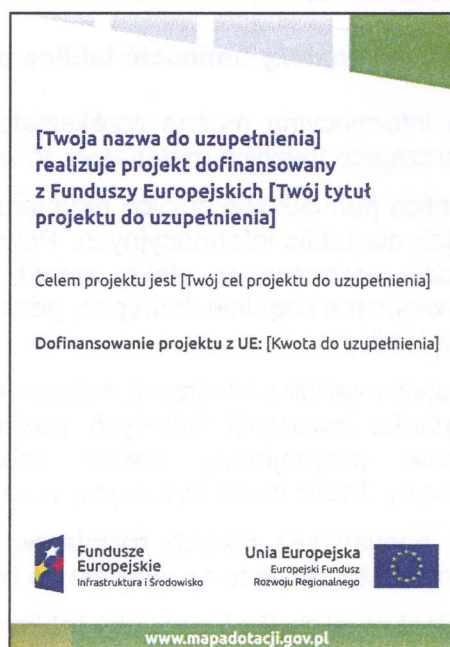 [Twoja nazwa do uzupełnienia]
realizuje projekt dofinansowany
z Funduszy Europejskich [Twój tytuł
projektu do uzupełnienia]
Celem projektu jest [Twój cel projektu do uzupełnienia]
Dofinansowanie projektu z UE: [Kwota do uzupełnienia]
Fundusze
Europejskie
Infrastruktura i Środowisko
Unia Europejska
Europejski Fundusz
Rozwoju Regionalnego
www.mapadotacji.gov.pl